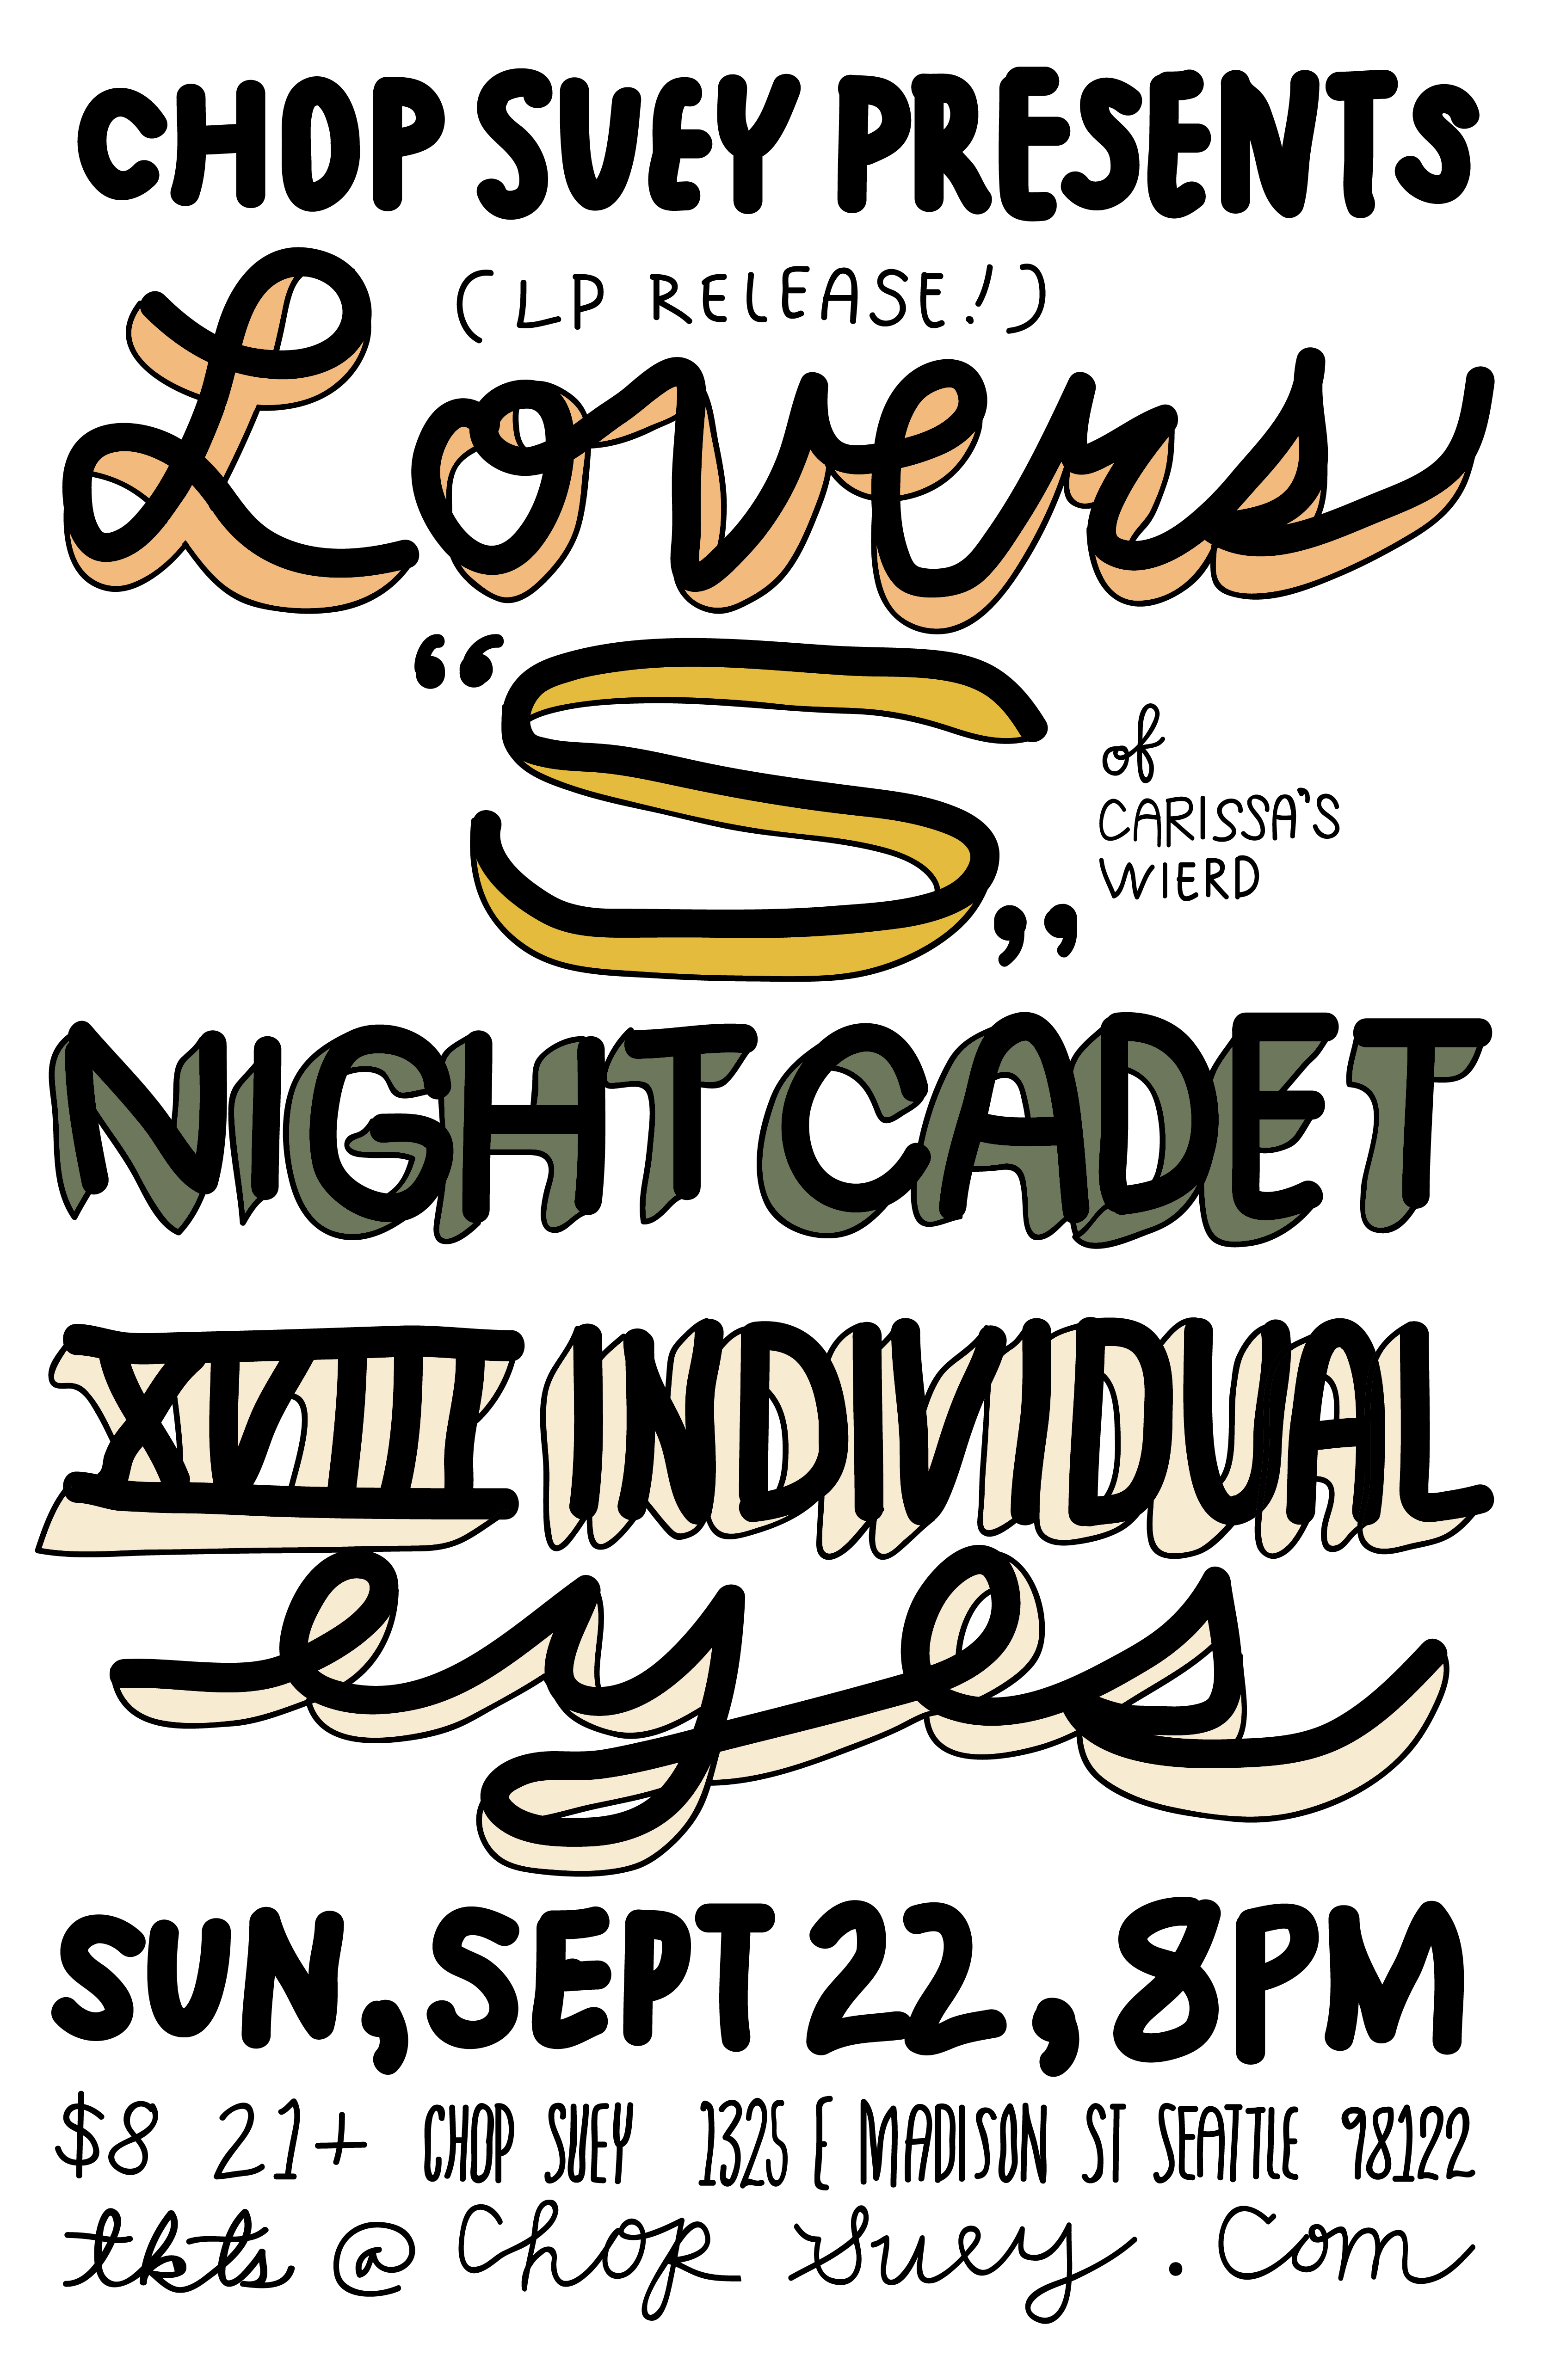 CHOP SUEY PRESENTS
(LP RELEASE!)
Lovers
“S”
of
CARISSA'S
WIERD
NIGHT CADET
XVIII INDIVIDUAL
eyes
SUN, SEPT 22, 8PM
$8 21+ CHOP SUEY 1325 E MADISON ST SEATTLE 98122
tkts @ Chop Suey . Com